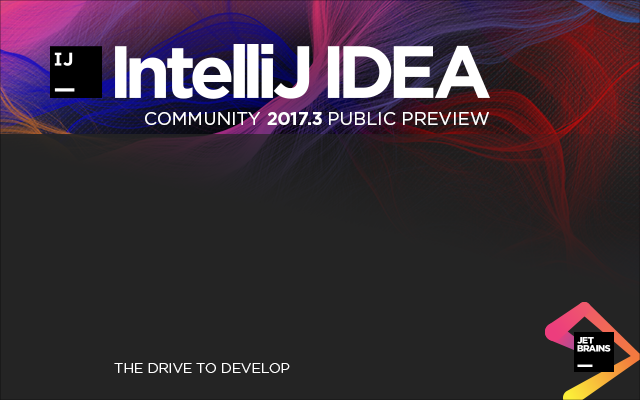 IJ
IntelliJ IDEA
COMMUNITY 2017.3 PUBLIC PREVIEW
THE DRIVE TO DEVELOP
JET
BRAINS